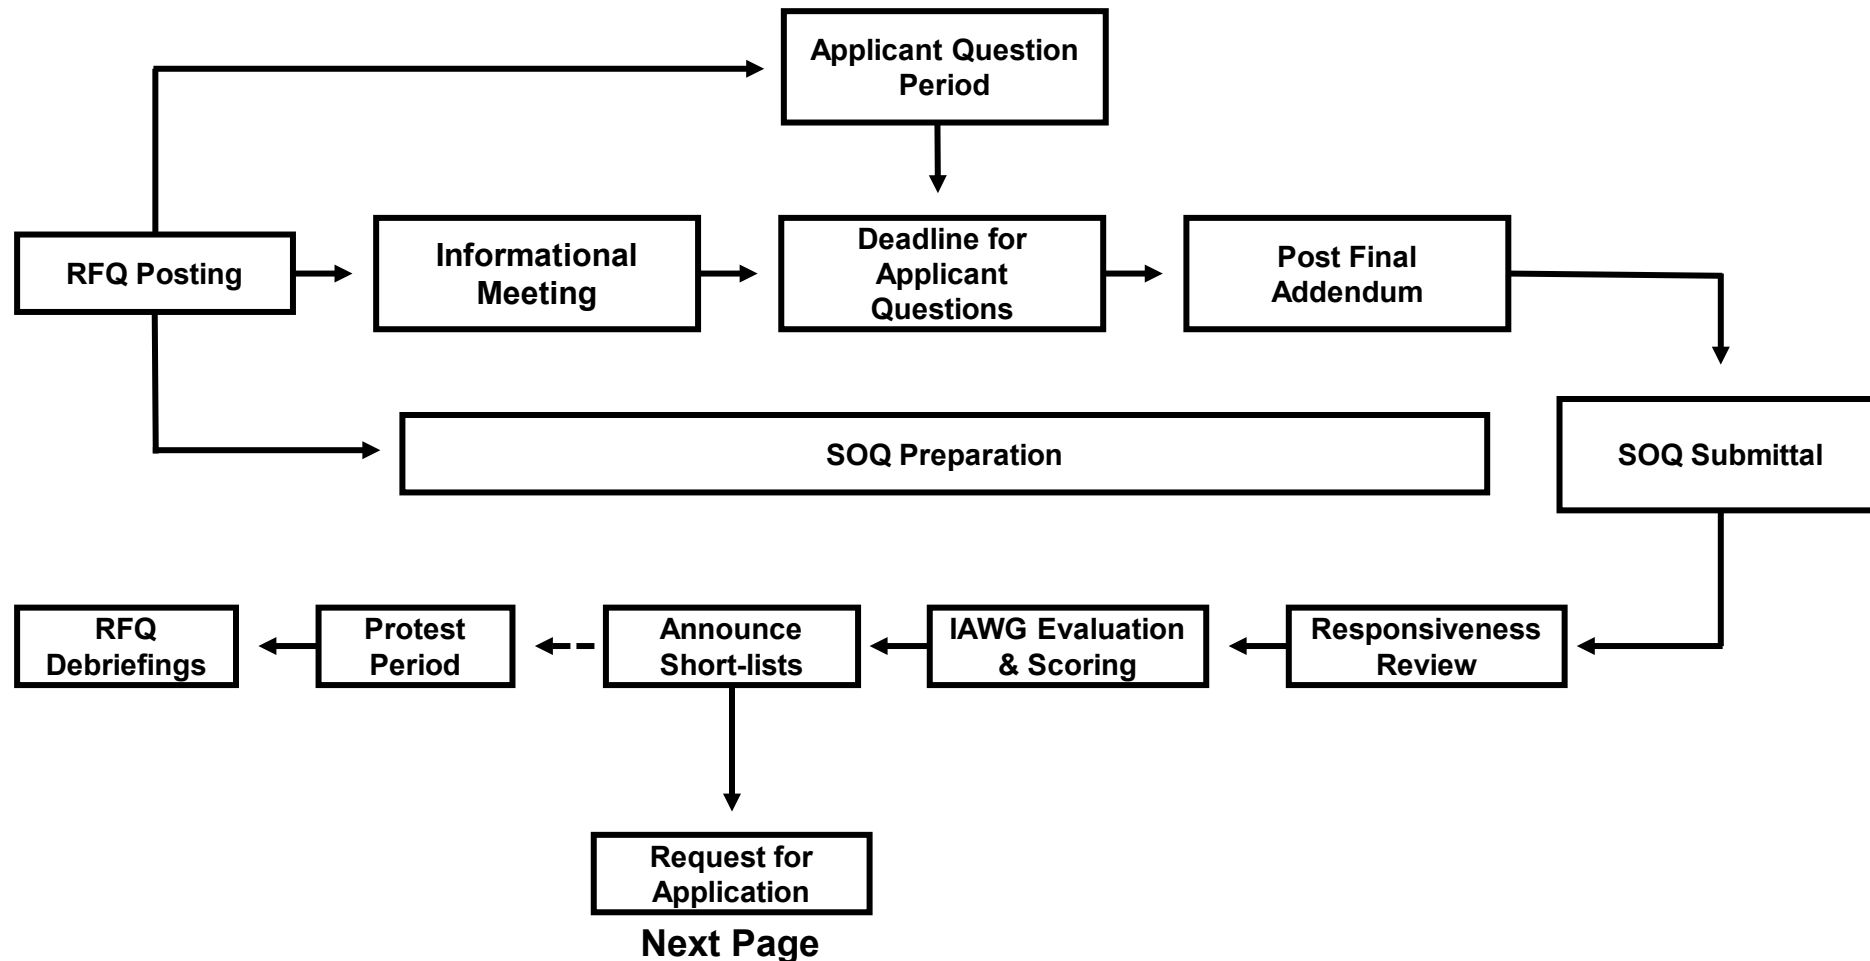 Applicant Question
Period
RFQ Posting
Informational
Meeting
Deadline for
Applicant
Questions
Post Final
Addendum
SOQ Preparation
SOQ Submittal
RFQ
Debriefings
Protest
Period
Announce
Short-lists
IAWG Evaluation
& Scoring
Responsiveness
Review
Request for
Application
Next Page